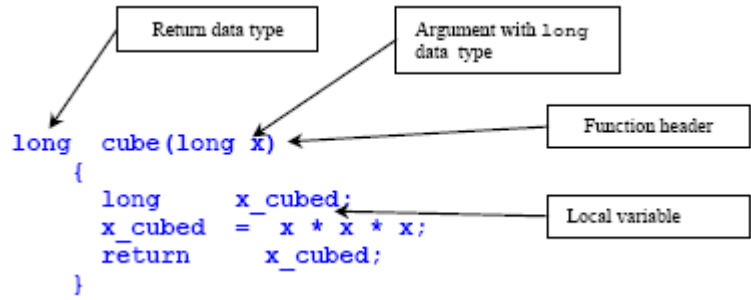 Return data type
Argument with long
data type
long cube(long x)
Function header
{
long x_cubed;
x_cubed = x * x * x;
Local variable
return x_cubed;
}